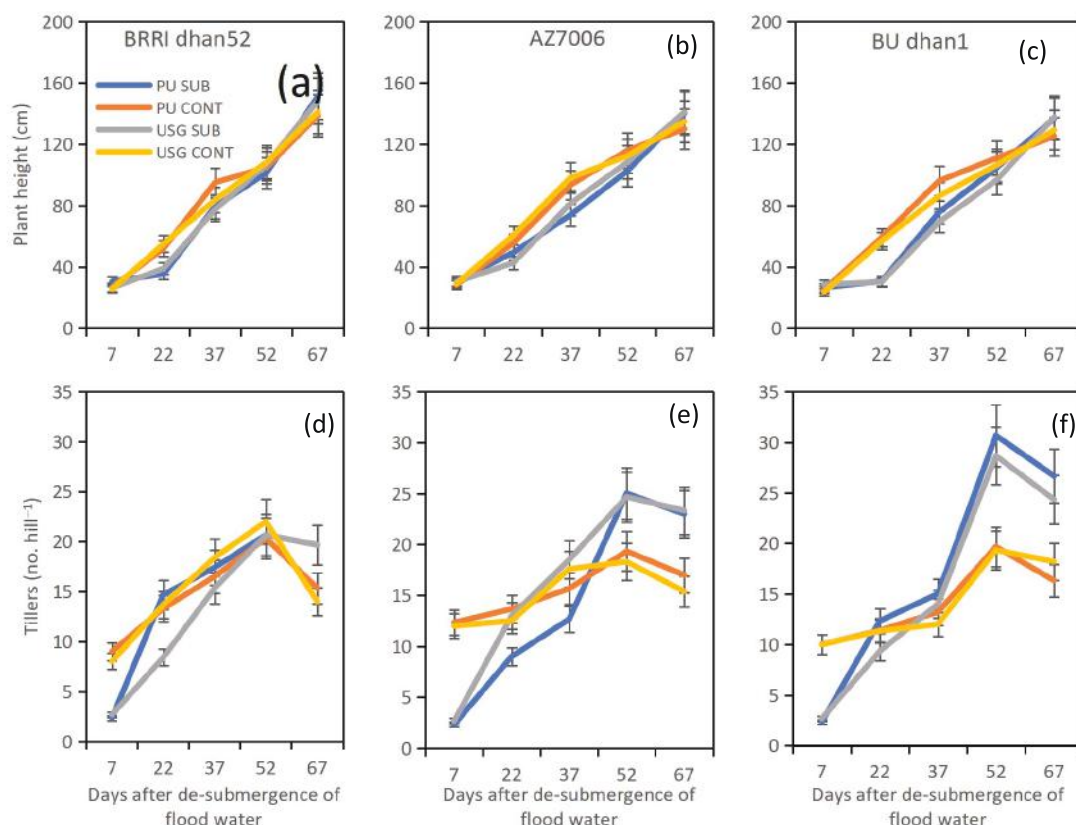 BRRI dhan52
(a)
PU SUB
PU CONT
USG SUB
USG CONT
Plant height (cm)
200
160
120
80
40
0
7 22 37 52 67
AZ7006
(b)
200
160
120
80
40
0
7 22 37 52 67
BU dhan1
(c)
200
160
120
80
40
0
7 22 37 52 67
(d)
Tillers (no. hill⁻¹)
35
30
25
20
15
10
5
0
7 22 37 52 67
Days after de-submergence of
flood water
(e)
35
30
25
20
15
10
5
0
7 22 37 52 67
Days after de-submergence of
flood water
(f)
35
30
25
20
15
10
5
0
7 22 37 52 67
Days after de-submergence of
flood water